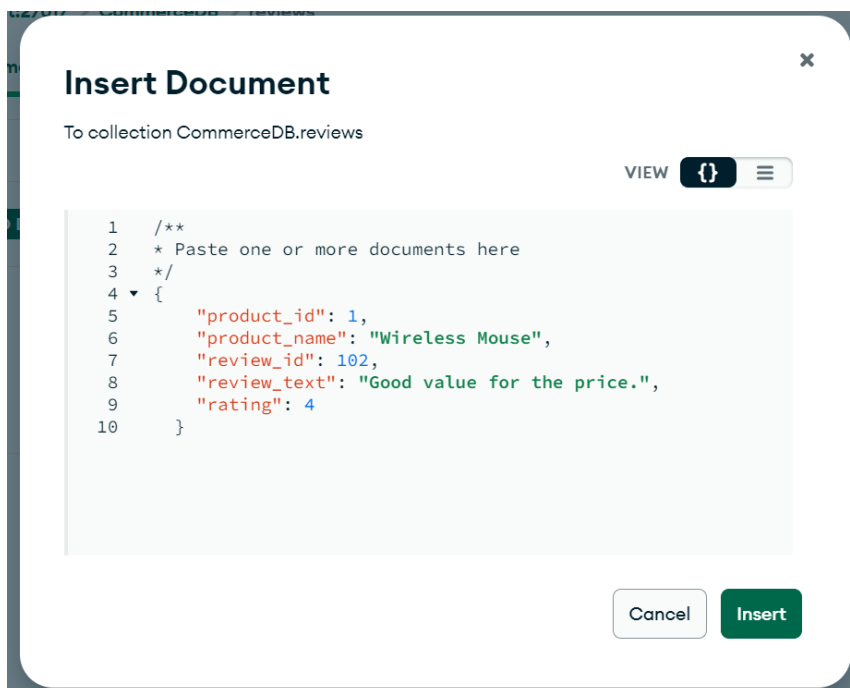 CommerceDB > reviews
Insert Document
To collection CommerceDB.reviews
VIEW {}
1 /**
2 * Paste one or more documents here
3 */
4 {
5 "product_id": 1,
6 "product_name": "Wireless Mouse",
7 "review_id": 102,
8 "review_text": "Good value for the price.",
9 "rating": 4
10 }
Cancel Insert